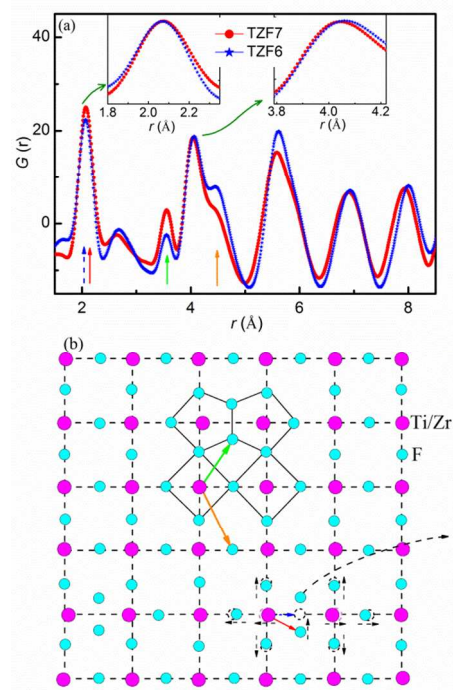 (a)
TZF7
TZF6
1.8 2.0 2.2
r (Å)
3.8 4.0 4.2
r (Å)
40
20
0
G (r)
2 4 6 8
r (Å)
(b)
Ti/Zr
F